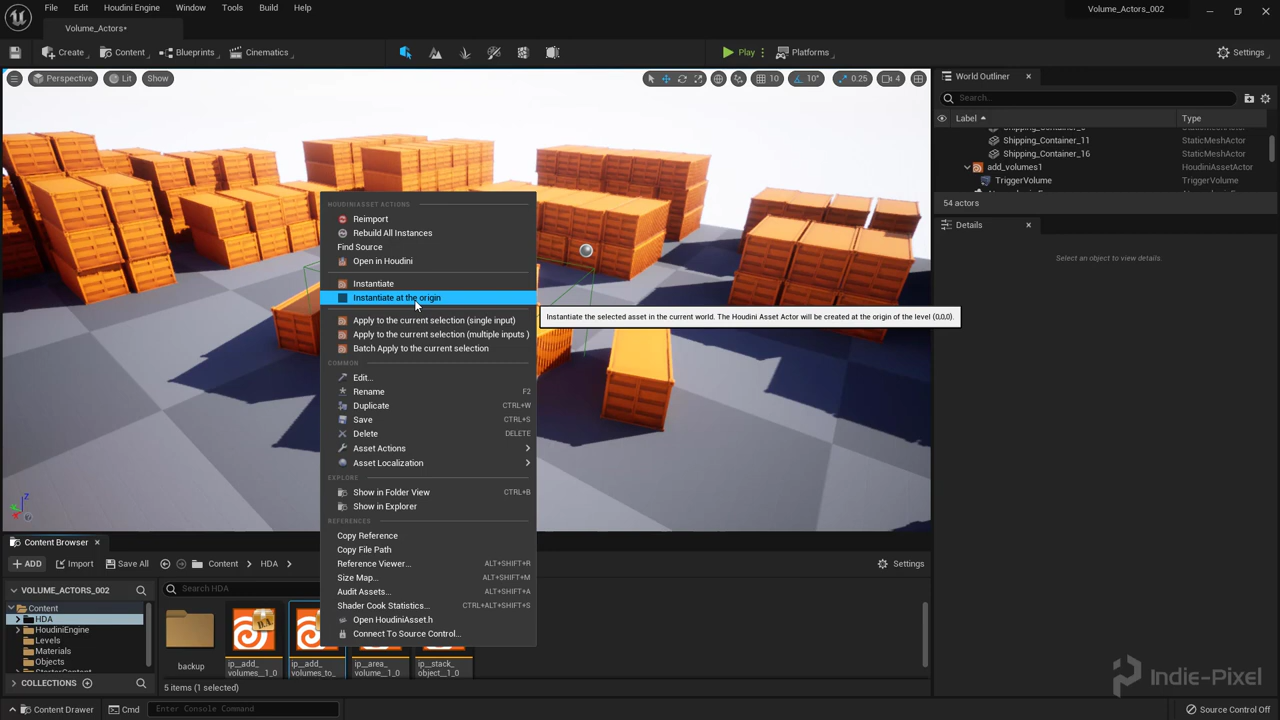 File Edit Window Houdini Engine Tools Build Help
Volume_Actors_002
Volume_Actors*
Create Content Blueprints Cinematics Play Platforms Settings
Perspective Lit Show 10 10° 0.25 4
World Outliner
Search...
Label Type
Shipping_Container_11 StaticMeshActor
Shipping_Container_16 StaticMeshActor
add_volumes1 HoudiniAssetActor
TriggerVolume TriggerVolume
54 actors
Details
Select an object to view details.
HOUDINIASSET ACTIONS
Reimport
Rebuild All Instances
Find Source
Open in Houdini
Instantiate
Instantiate at the origin
Instantiate the selected asset in the current world. The Houdini Asset Actor will be created at the origin of the level (0,0,0).
Apply to the current selection (single input)
Apply to the current selection (multiple inputs )
Batch Apply to the current selection
COMMON
Edit...
Rename F2
Duplicate CTRL+W
Save CTRL+S
Delete DELETE
Asset Actions
Asset Localization
EXPLORE
Show in Folder View CTRL+B
Show in Explorer
REFERENCES
Copy Reference
Copy File Path
Reference Viewer... ALT+SHIFT+R
Size Map... ALT+SHIFT+M
Audit Assets... ALT+SHIFT+A
Shader Cook Statistics... CTRL+ALT+SHIFT+S
Open HoudiniAsset.h
Connect To Source Control...
Z
Content Browser
ADD Import Save All Content HDA Settings
VOLUME_ACTORS_002
Search HDA
Content
HDA
HoudiniEngine
Levels
Materials
Objects
backup
ip__add_
volumes__1_0
ip__add_
volumes_to_
ip__area_
volume__1_0
ip__stack_
object__1_0
COLLECTIONS
5 items (1 selected)
Indie-Pixel
Content Drawer Cmd Enter Console Command Source Control Off